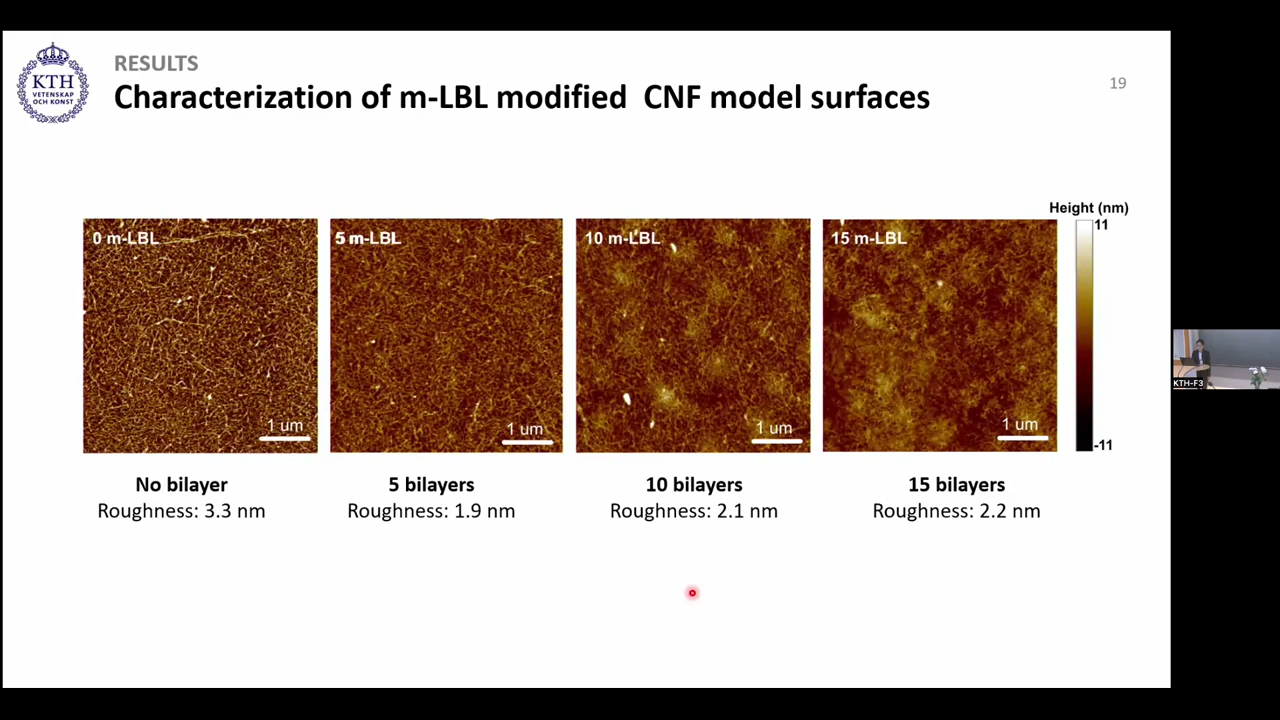 KTH
VETENSKAP
OCH KONST
RESULTS
Characterization of m-LBL modified CNF model surfaces
19
Height (nm)
11
-11
0 m-LBL
1 um
5 m-LBL
1 um
10 m-LBL
1 um
15 m-LBL
1 um
No bilayer
Roughness: 3.3 nm
5 bilayers
Roughness: 1.9 nm
10 bilayers
Roughness: 2.1 nm
15 bilayers
Roughness: 2.2 nm
KTH-F3